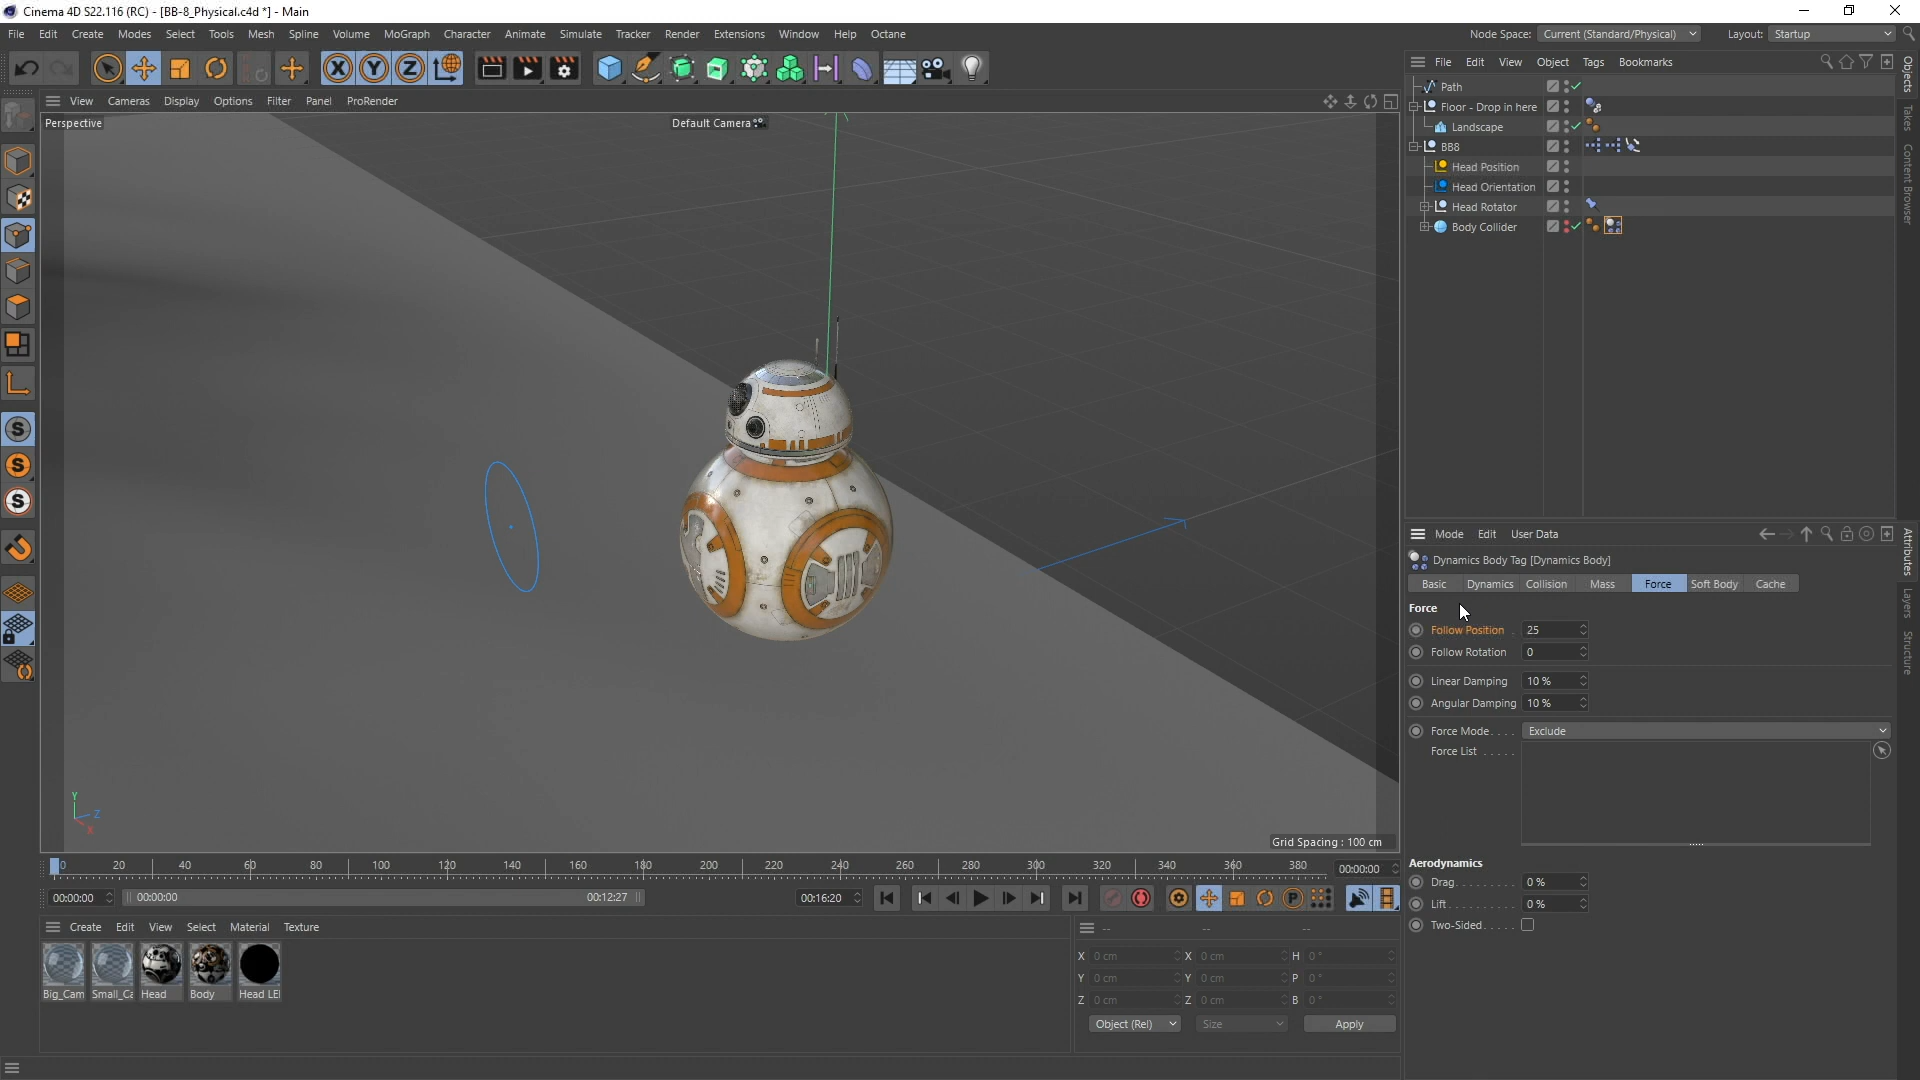 Cinema 4D S22.116 (RC) - [BB-8_Physical.c4d *] - Main
File Edit Create Modes Select Tools Mesh Spline Volume MoGraph Character Animate Simulate Tracker Render Extensions Window Help Octane
Node Space: Current (Standard/Physical) Layout: Startup
View Cameras Display Options Filter Panel ProRender
Perspective
Default Camera
File Edit View Object Tags Bookmarks
Path
Floor - Drop in here
Landscape
BB8
Head Position
Head Orientation
Head Rotator
Body Collider
Objects
Takes
Content Browser
Mode Edit User Data
Dynamics Body Tag [Dynamics Body]
Basic Dynamics Collision Mass Force Soft Body Cache
Force
Follow Position . 25
Follow Rotation 0
Linear Damping 10 %
Angular Damping 10 %
Force Mode. . . . Exclude
Force List . . . . .
Aerodynamics
Drag. . . . . . . . . 0 %
Lift. . . . . . . . . . 0 %
Two-Sided. . . . .
Attributes
Layers
Structure
Y
Z
X
Grid Spacing : 100 cm
0 20 40 60 80 100 120 140 160 180 200 220 240 260 280 300 320 340 360 380 00:00:00
00:00:00 00:00:00 00:12:27 00:16:20
Create Edit View Select Material Texture
Big_Cam Small_Ca Head Body Head LEI
-- -- --
X 0 cm X 0 cm H 0 °
Y 0 cm Y 0 cm P 0 °
Z 0 cm Z 0 cm B 0 °
Object (Rel) Size Apply